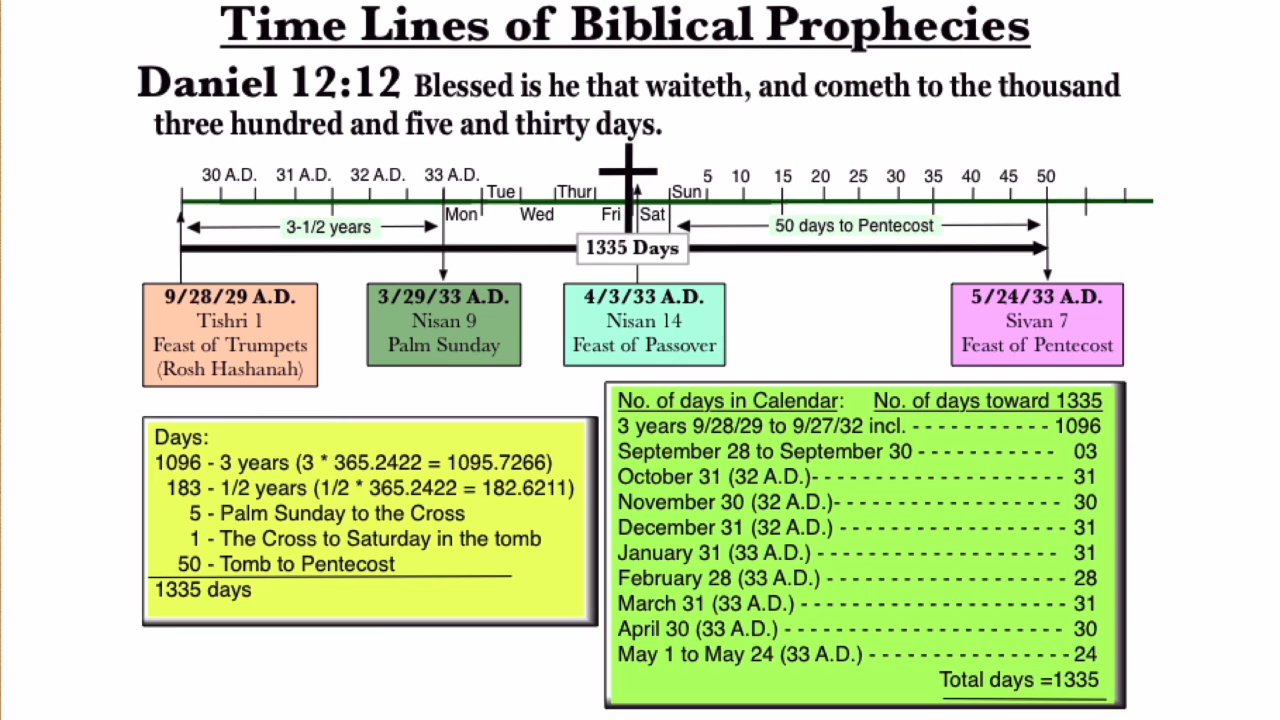 Time Lines of Biblical Prophecies
Daniel 12:12 Blessed is he that waiteth, and cometh to the thousand
three hundred and five and thirty days.
30 A.D. 31 A.D. 32 A.D. 33 A.D. 5 10 15 20 25 30 35 40 45 50
Tue Thur Sun
Mon Wed Fri Sat
3-1/2 years 50 days to Pentecost
1335 Days
9/28/29 A.D.
Tishri 1
Feast of Trumpets
(Rosh Hashanah)
3/29/33 A.D.
Nisan 9
Palm Sunday
4/3/33 A.D.
Nisan 14
Feast of Passover
5/24/33 A.D.
Sivan 7
Feast of Pentecost
Days:
1096 - 3 years (3 * 365.2422 = 1095.7266)
183 - 1/2 years (1/2 * 365.2422 = 182.6211)
5 - Palm Sunday to the Cross
1 - The Cross to Saturday in the tomb
50 - Tomb to Pentecost
1335 days
No. of days in Calendar: No. of days toward 1335
3 years 9/28/29 to 9/27/32 incl. - - - - - - - - - - - 1096
September 28 to September 30 - - - - - - - - - - - 03
October 31 (32 A.D.)- - - - - - - - - - - - - - - - - - - - 31
November 30 (32 A.D.)- - - - - - - - - - - - - - - - - - 30
December 31 (32 A.D.) - - - - - - - - - - - - - - - - - - 31
January 31 (33 A.D.) - - - - - - - - - - - - - - - - - - - 31
February 28 (33 A.D.) - - - - - - - - - - - - - - - - - - - 28
March 31 (33 A.D.) - - - - - - - - - - - - - - - - - - - - - 31
April 30 (33 A.D.) - - - - - - - - - - - - - - - - - - - - - - 30
May 1 to May 24 (33 A.D.) - - - - - - - - - - - - - - - - 24
Total days =1335